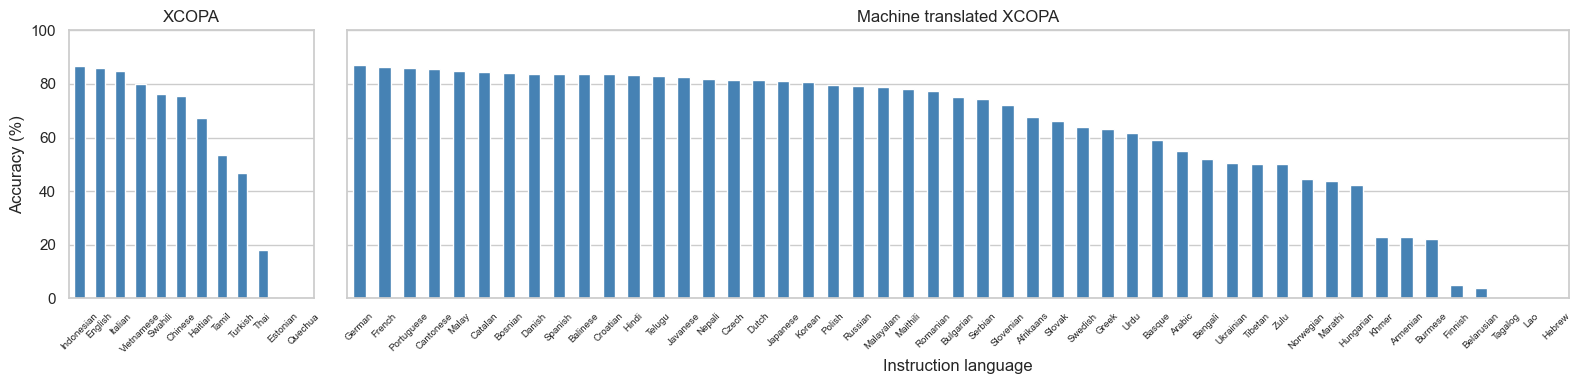 XCOPA
Machine translated XCOPA
Accuracy (%)
100
80
60
40
20
0
Indonesian
English
Italian
Vietnamese
Swahili
Chinese
Haitian
Tamil
Turkish
Thai
Estonian
Quechua
German
French
Portuguese
Cantonese
Malay
Catalan
Bosnian
Danish
Spanish
Balinese
Croatian
Hindi
Telugu
Javanese
Nepali
Czech
Dutch
Japanese
Korean
Polish
Russian
Malayalam
Maithili
Romanian
Bulgarian
Serbian
Slovenian
Afrikaans
Slovak
Swedish
Greek
Urdu
Basque
Arabic
Bengali
Ukrainian
Tibetan
Zulu
Norwegian
Marathi
Hungarian
Khmer
Armenian
Burmese
Finnish
Belarusian
Tagalog
Lao
Hebrew
Instruction language